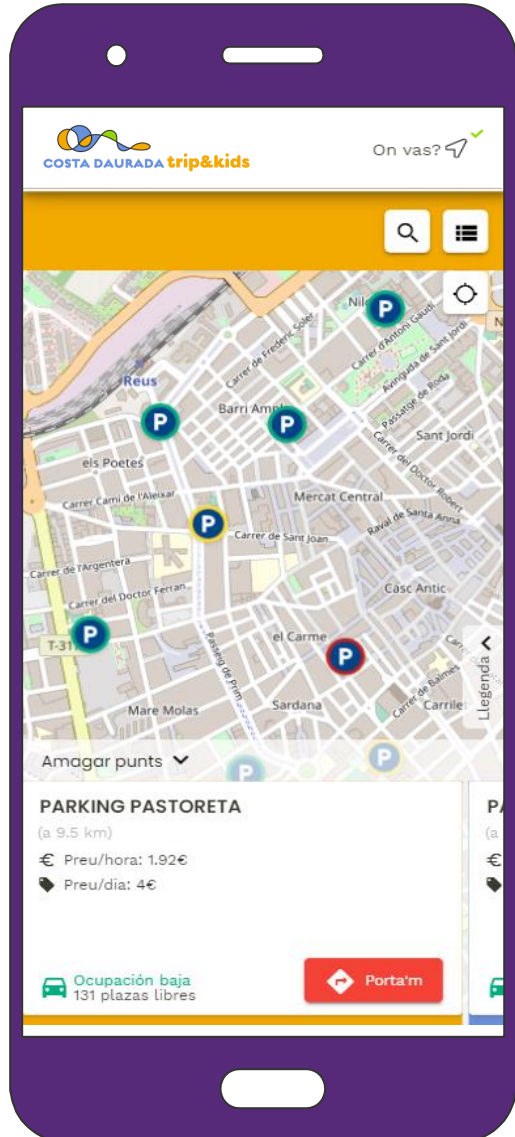 COSTA DAURADA trip&kids
On vas?
P
Carrer de Frederic Soler
Carrer d'Antoni Gaudí
Avinguda de Sant Jordi
Reus
P
Barri
P
Passatge de Roda
Sant Jordi
els Poetes
Carrer del Doctor Robert
Carrer Camí de l'Aleixar
Mercat Central
P
Carrer de Sant Joan
Raval de Santa Anna
Carrer de l'Argentera
Casc Antic
Carrer del Doctor Ferran
P
el Carme
P
Passeig de Prim
Llegenda
Carrer de Balmes
Mare Molas
Sardana
Carrilet
Amagar punts
P
P
PARKING PASTORETA
(a 9.5 km)
€ Preu/hora: 1.92€
Preu/dia: 4€
Ocupación baja
131 plazas libres
Porta'm
(a
€